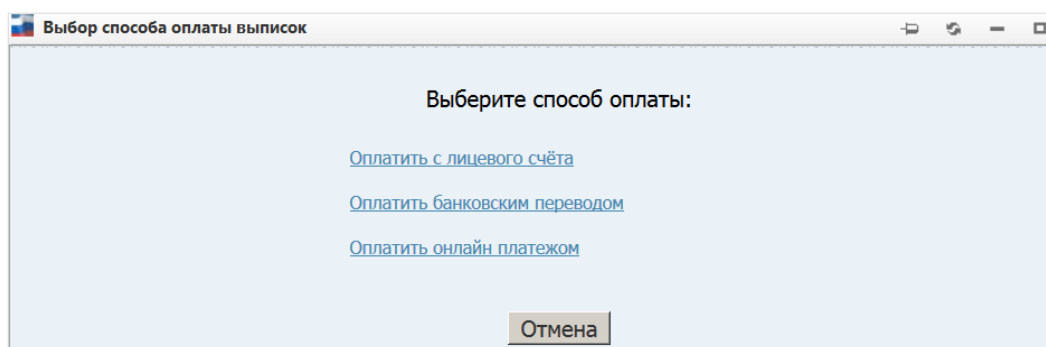 Выбор способа оплаты выписок
Выберите способ оплаты:
Оплатить с лицевого счёта
Оплатить банковским переводом
Оплатить онлайн платежом
Отмена